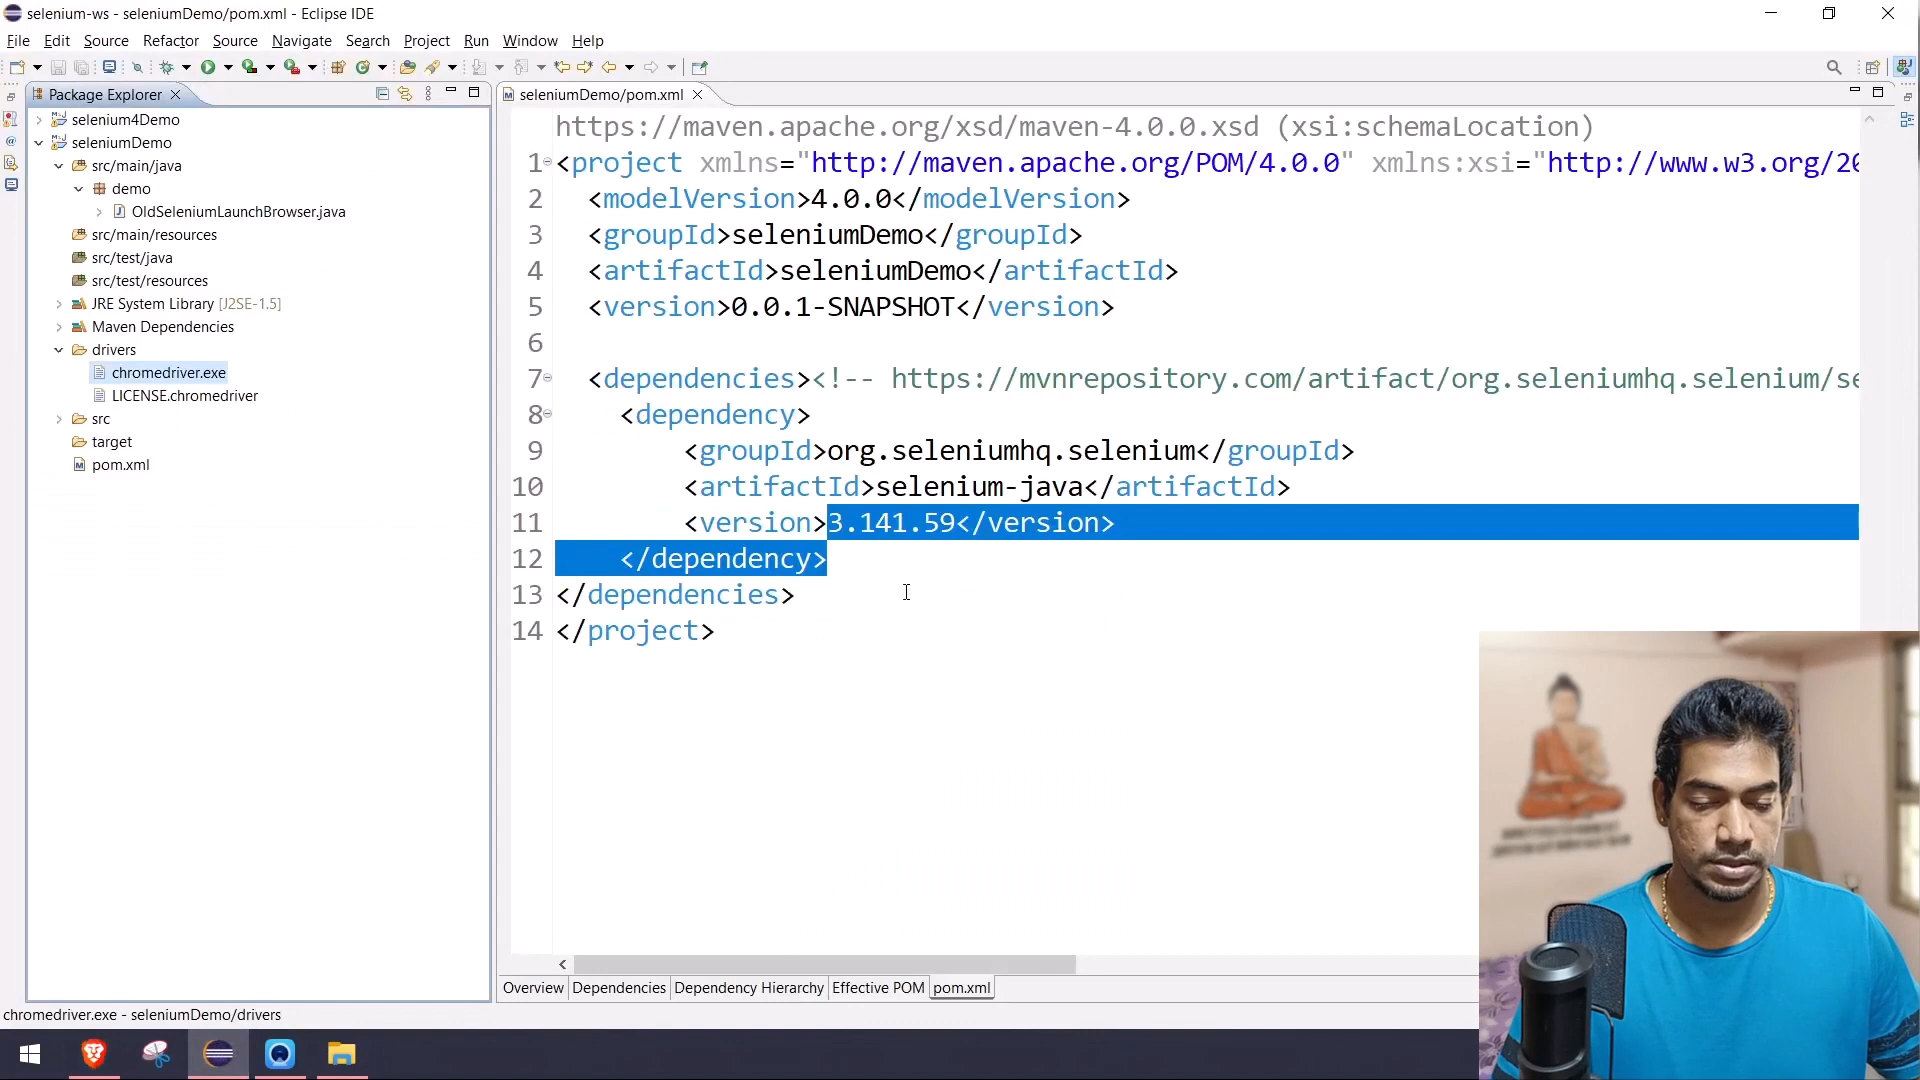 selenium-ws - seleniumDemo/pom.xml - Eclipse IDE
File Edit Source Refactor Source Navigate Search Project Run Window Help
Package Explorer
seleniumDemo/pom.xml
selenium4Demo
seleniumDemo
src/main/java
demo
OldSeleniumLaunchBrowser.java
src/main/resources
src/test/java
src/test/resources
JRE System Library [J2SE-1.5]
Maven Dependencies
drivers
chromedriver.exe
LICENSE.chromedriver
src
target
pom.xml
https://maven.apache.org/xsd/maven-4.0.0.xsd (xsi:schemaLocation)
1 <project xmlns="http://maven.apache.org/POM/4.0.0" xmlns:xsi="http://www.w3.org/20
2 <modelVersion>4.0.0</modelVersion>
3 <groupId>seleniumDemo</groupId>
4 <artifactId>seleniumDemo</artifactId>
5 <version>0.0.1-SNAPSHOT</version>
6
7 <dependencies><!-- https://mvnrepository.com/artifact/org.seleniumhq.selenium/se
8 <dependency>
9 <groupId>org.seleniumhq.selenium</groupId>
10 <artifactId>selenium-java</artifactId>
11 <version>3.141.59</version>
12 </dependency>
13 </dependencies>
14 </project>
Overview Dependencies Dependency Hierarchy Effective POM pom.xml
chromedriver.exe - seleniumDemo/drivers